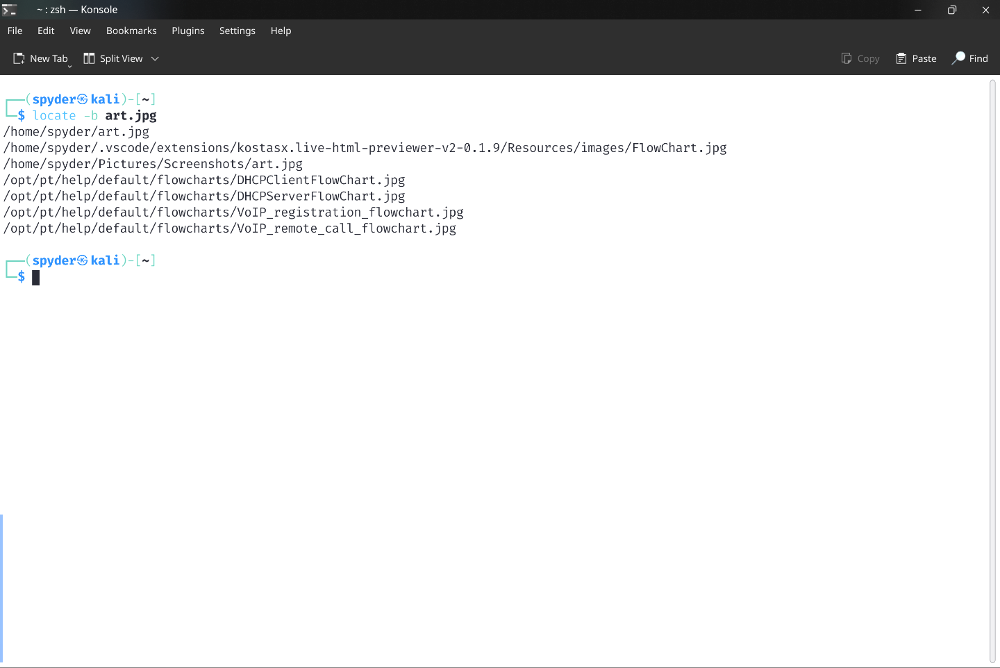 ~ : zsh — Konsole
File Edit View Bookmarks Plugins Settings Help
New Tab Split View Copy Paste Find
┌──(spyder㉿kali)-[~]
└─$ locate -b art.jpg
/home/spyder/art.jpg
/home/spyder/.vscode/extensions/kostasx.live-html-previewer-v2-0.1.9/Resources/images/FlowChart.jpg
/home/spyder/Pictures/Screenshots/art.jpg
/opt/pt/help/default/flowcharts/DHCPClientFlowChart.jpg
/opt/pt/help/default/flowcharts/DHCPServerFlowChart.jpg
/opt/pt/help/default/flowcharts/VoIP_registration_flowchart.jpg
/opt/pt/help/default/flowcharts/VoIP_remote_call_flowchart.jpg
┌──(spyder㉿kali)-[~]
└─$